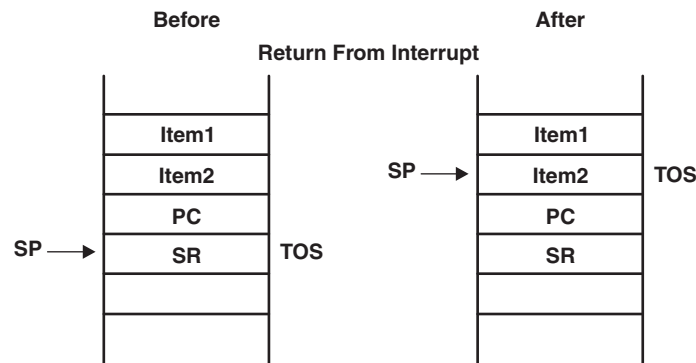 Before After
Return From Interrupt
Item1 Item1
SP Item2 Item2 TOS
PC PC
SP SR TOS SR